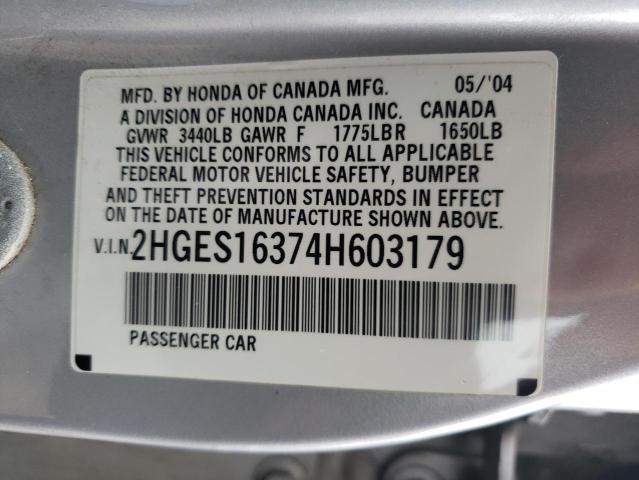 MFD. BY HONDA OF CANADA MFG. 05/'04
A DIVISION OF HONDA CANADA INC. CANADA
GVWR 3440LB GAWR F 1775LB R 1650LB
THIS VEHICLE CONFORMS TO ALL APPLICABLE
FEDERAL MOTOR VEHICLE SAFETY, BUMPER
AND THEFT PREVENTION STANDARDS IN EFFECT
ON THE DATE OF MANUFACTURE SHOWN ABOVE.
V.I.N. 2HGES16374H603179
PASSENGER CAR